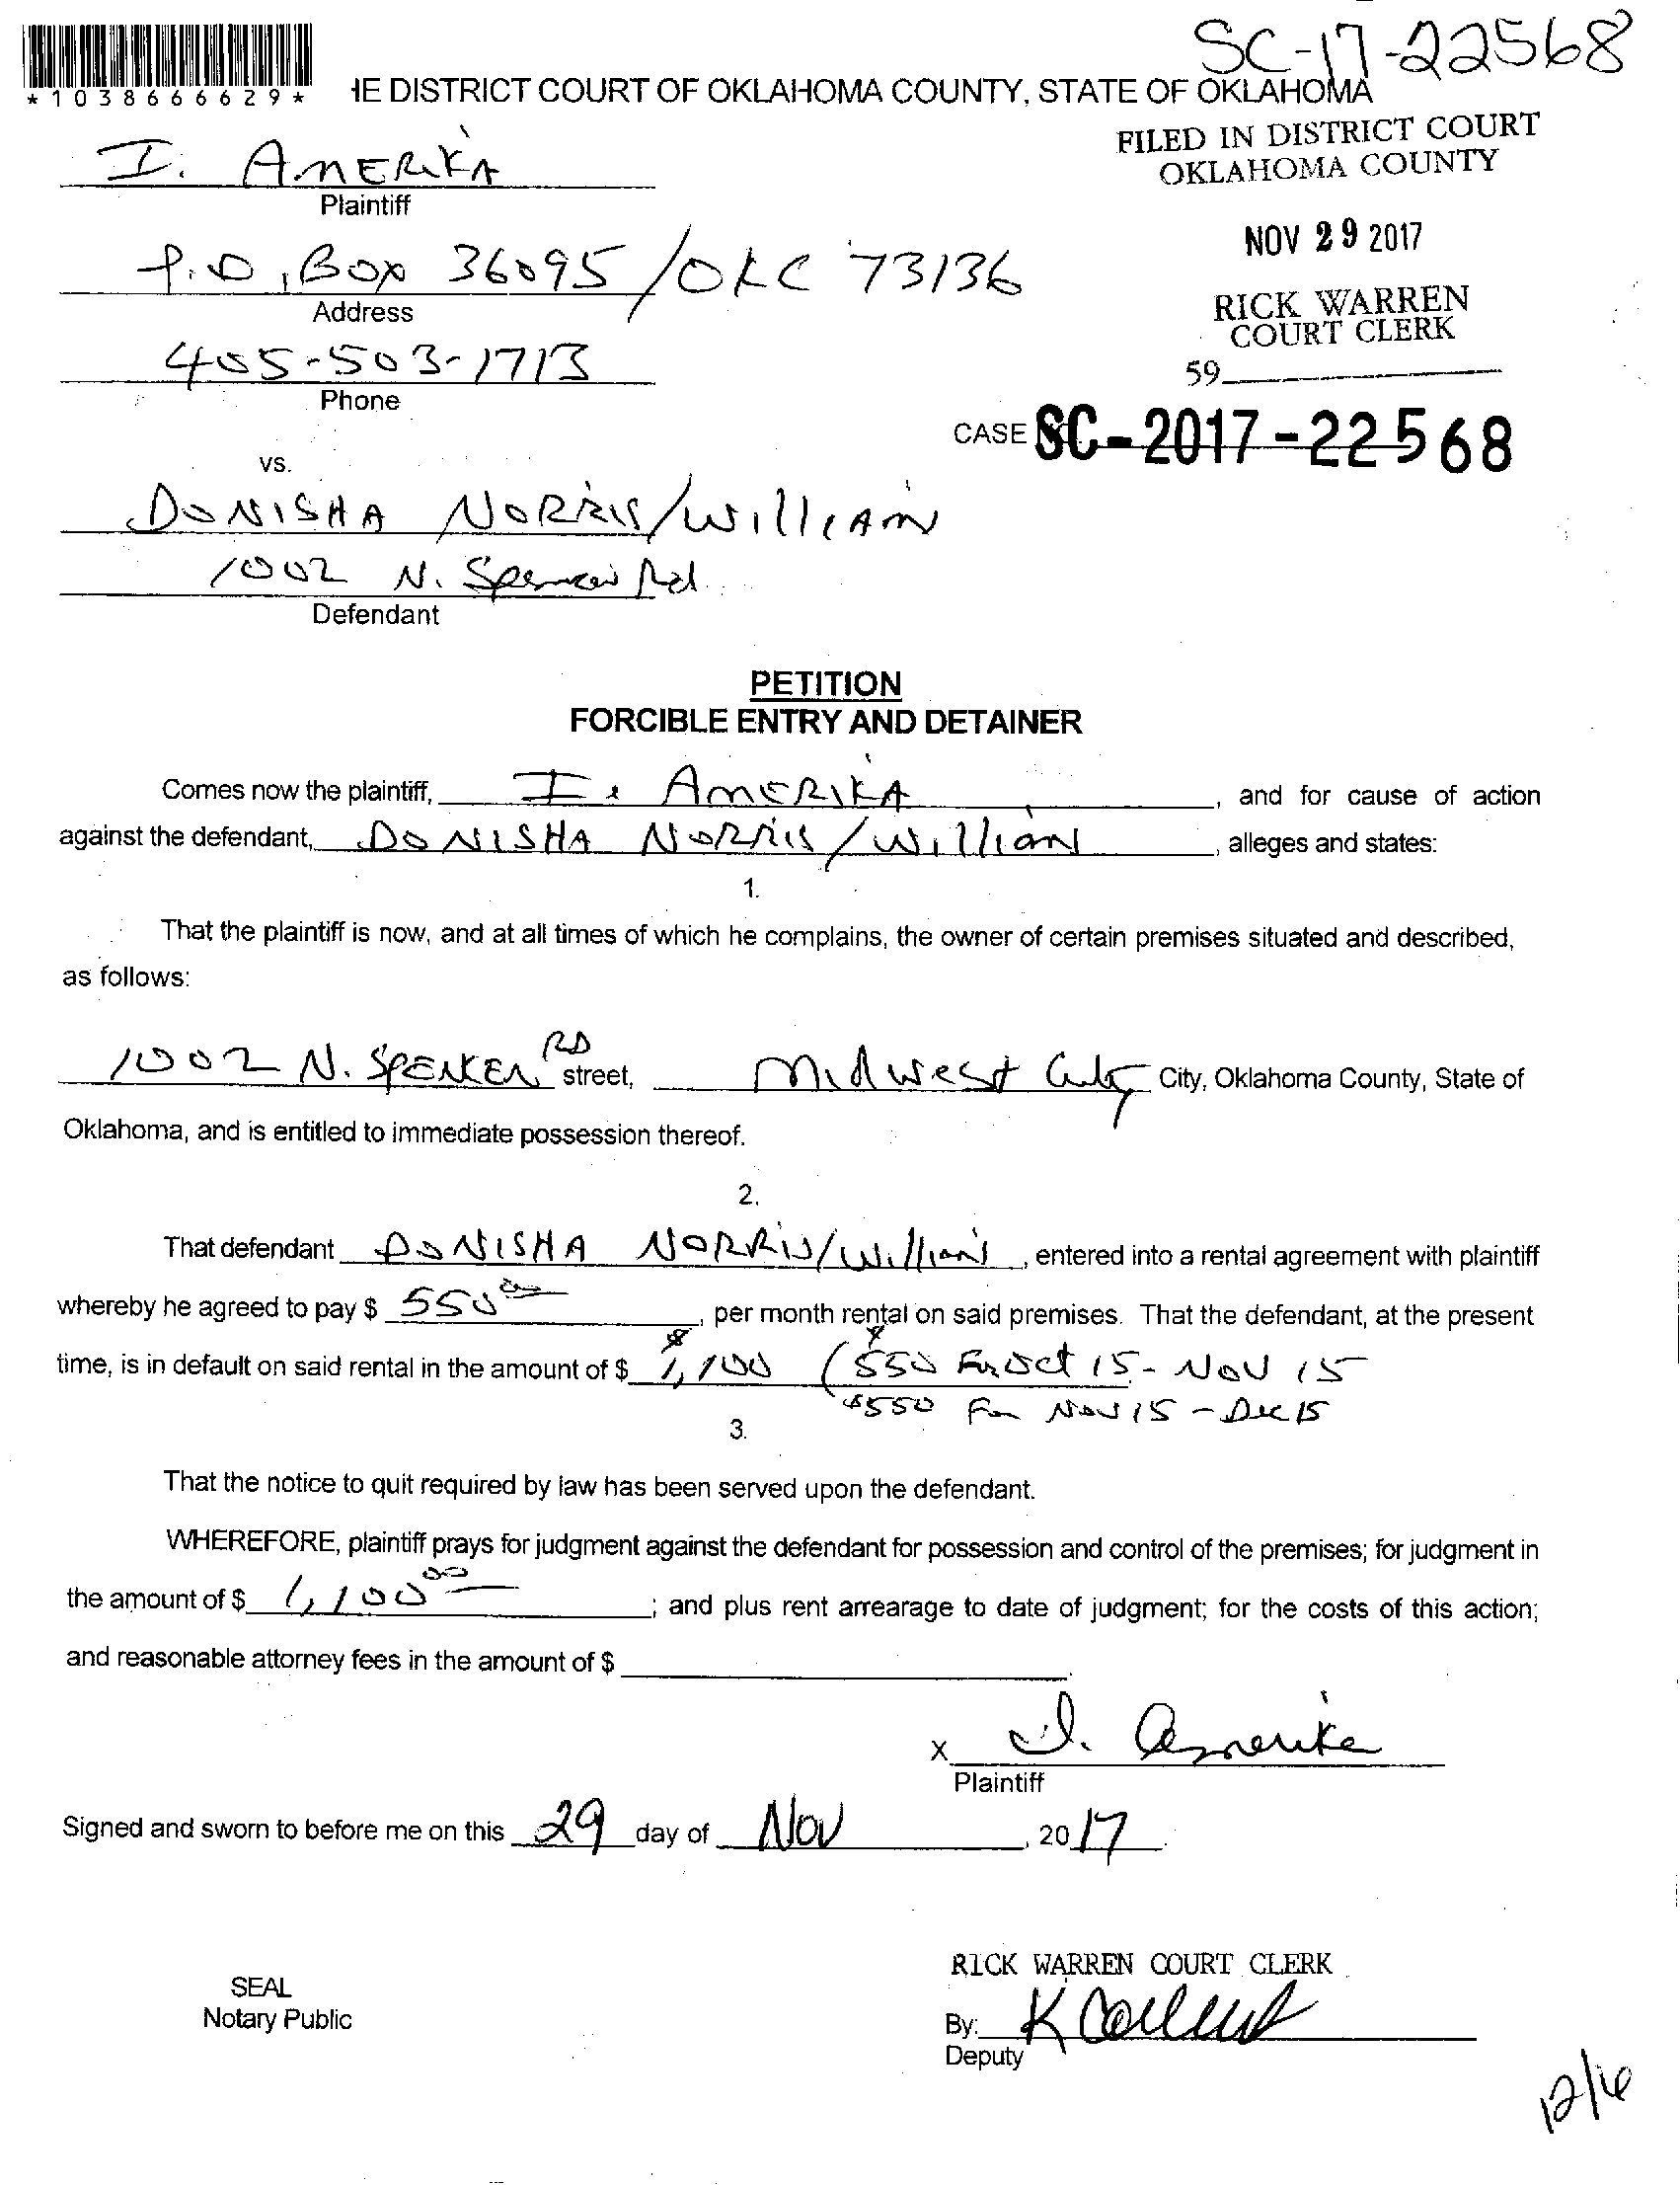 SC-17-22568
*1038666629*
IE DISTRICT COURT OF OKLAHOMA COUNTY, STATE OF OKLAHOMA
FILED IN DISTRICT COURT
OKLAHOMA COUNTY
I. AMERIKA
Plaintiff
NOV 29 2017
P.O, BOX 36095 / OKC 73136
Address
RICK WARREN
COURT CLERK
405-503-1713
Phone
59
CASE SC-2017-22568
vs.
DONISHA NORRIS/William
1002 N. Spencer Rd.
Defendant
PETITION
FORCIBLE ENTRY AND DETAINER
Comes now the plaintiff, I. AMERIKA, and for cause of action
against the defendant, DONISHA NORRIS / William, alleges and states:
1.
That the plaintiff is now, and at all times of which he complains, the owner of certain premises situated and described,
as follows:
1002 N. SPENCER RD street, Midwest City City, Oklahoma County, State of
Oklahoma, and is entitled to immediate possession thereof.
2.
That defendant DONISHA NORRIS/William, entered into a rental agreement with plaintiff
whereby he agreed to pay $ 550 00, per month rental on said premises. That the defendant, at the present
time, is in default on said rental in the amount of $ $1,100 ($550 For Oct 15 - Nov 15
$550 For Nov 15 - Dec 15
3.
That the notice to quit required by law has been served upon the defendant.
WHEREFORE, plaintiff prays for judgment against the defendant for possession and control of the premises; for judgment in
the amount of $ 1,100 00; and plus rent arrearage to date of judgment; for the costs of this action;
and reasonable attorney fees in the amount of $
X I. Amerika
Plaintiff
Signed and sworn to before me on this 29 day of Nov, 2017
RICK WARREN COURT CLERK
SEAL
Notary Public
By: K
Deputy